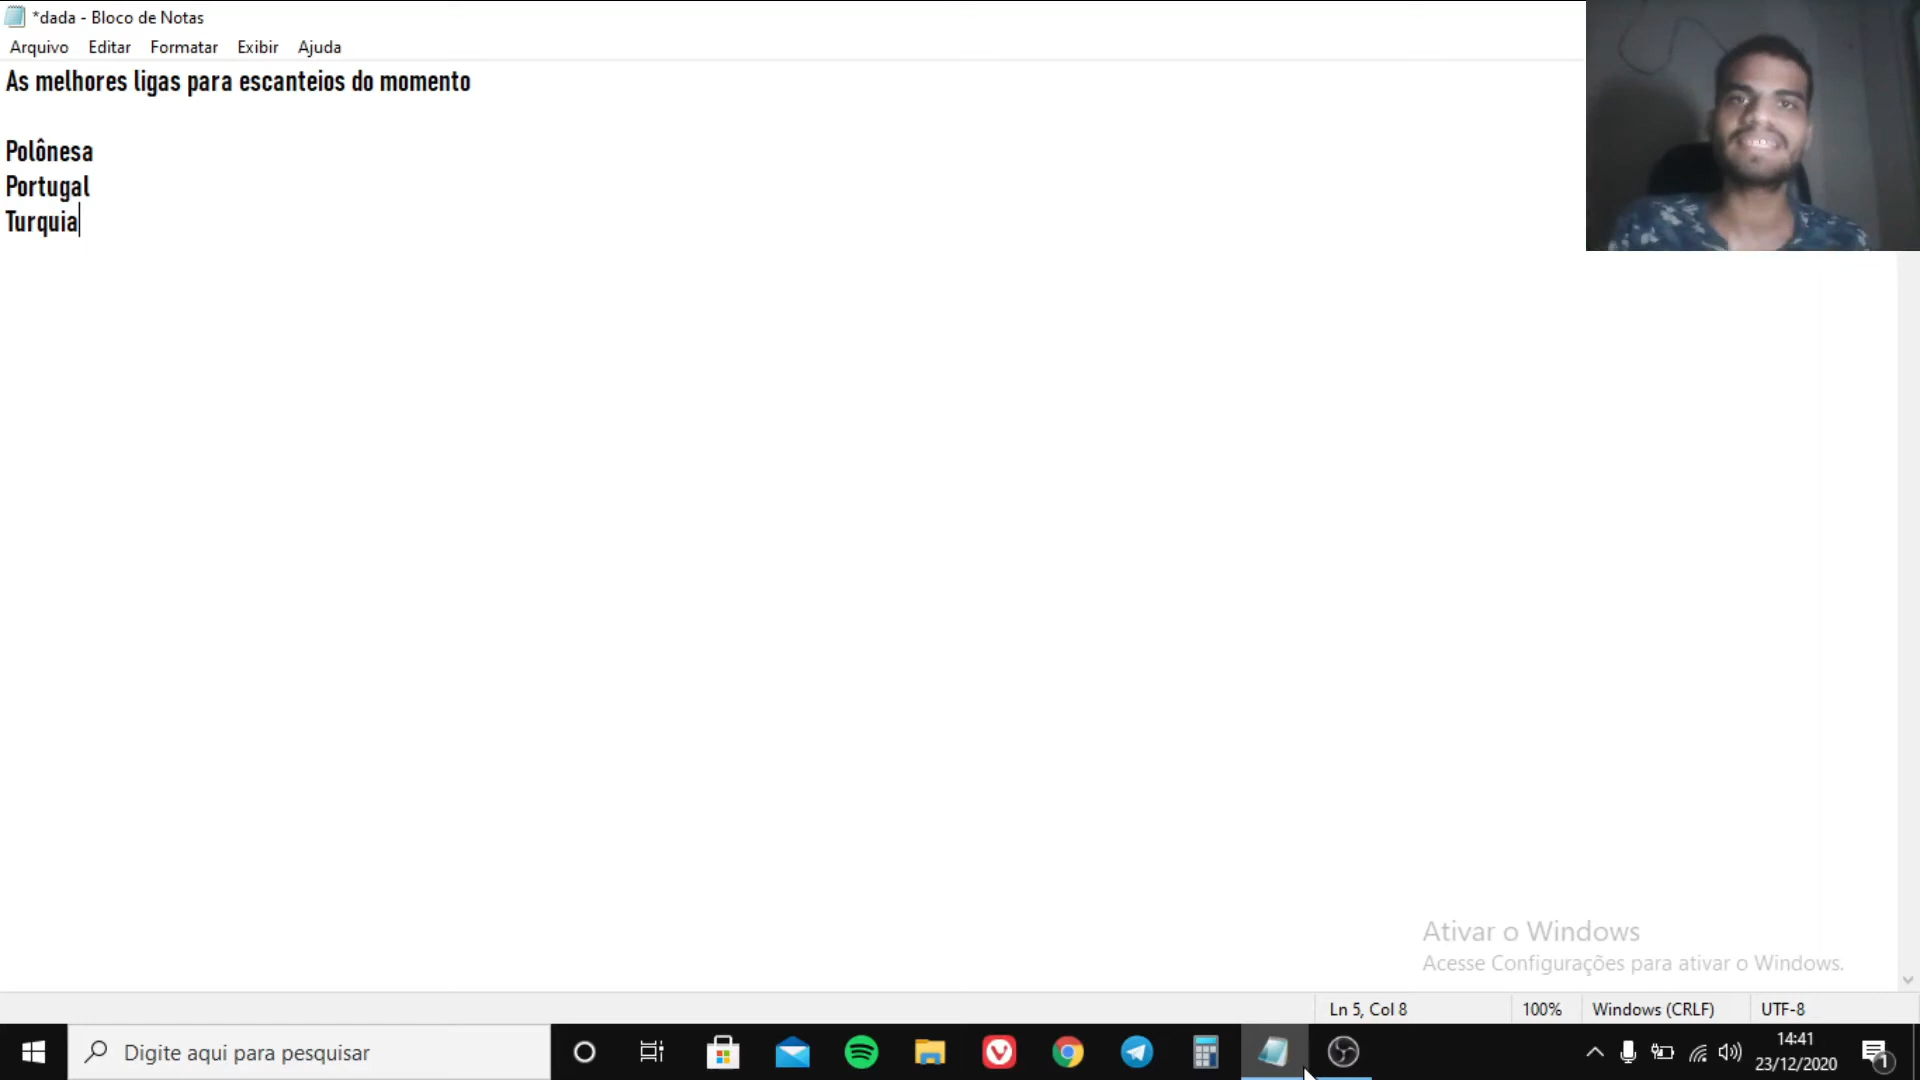 *dada - Bloco de Notas
Arquivo Editar Formatar Exibir Ajuda
As melhores ligas para escanteios do momento
Polônesa
Portugal
Turquia
Ativar o Windows
Acesse Configurações para ativar o Windows.
Ln 5, Col 8 100% Windows (CRLF) UTF-8
Digite aqui para pesquisar
14:41
23/12/2020
1